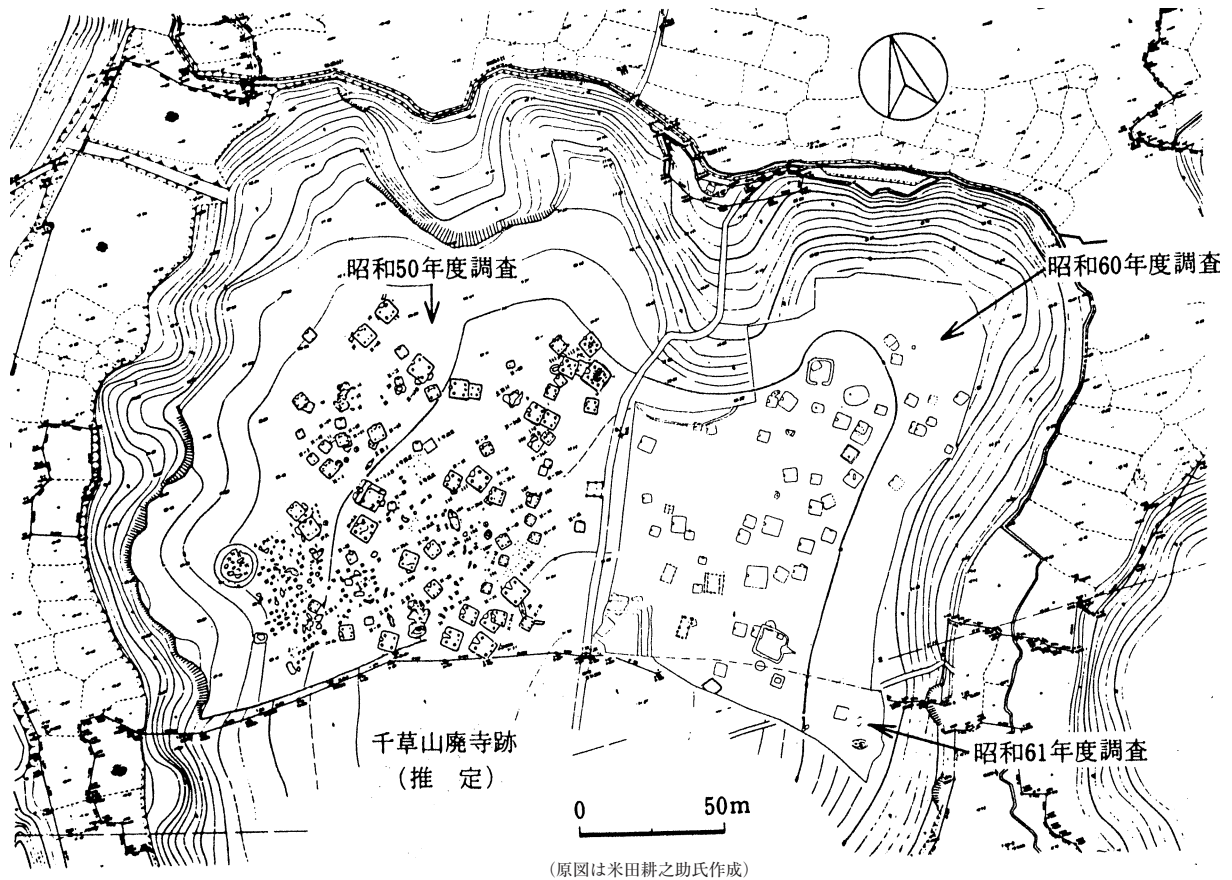 昭和50年度調査
昭和60年度調査
千草山廃寺跡
（推　定）
昭和61年度調査
0 50m
（原図は米田耕之助氏作成）